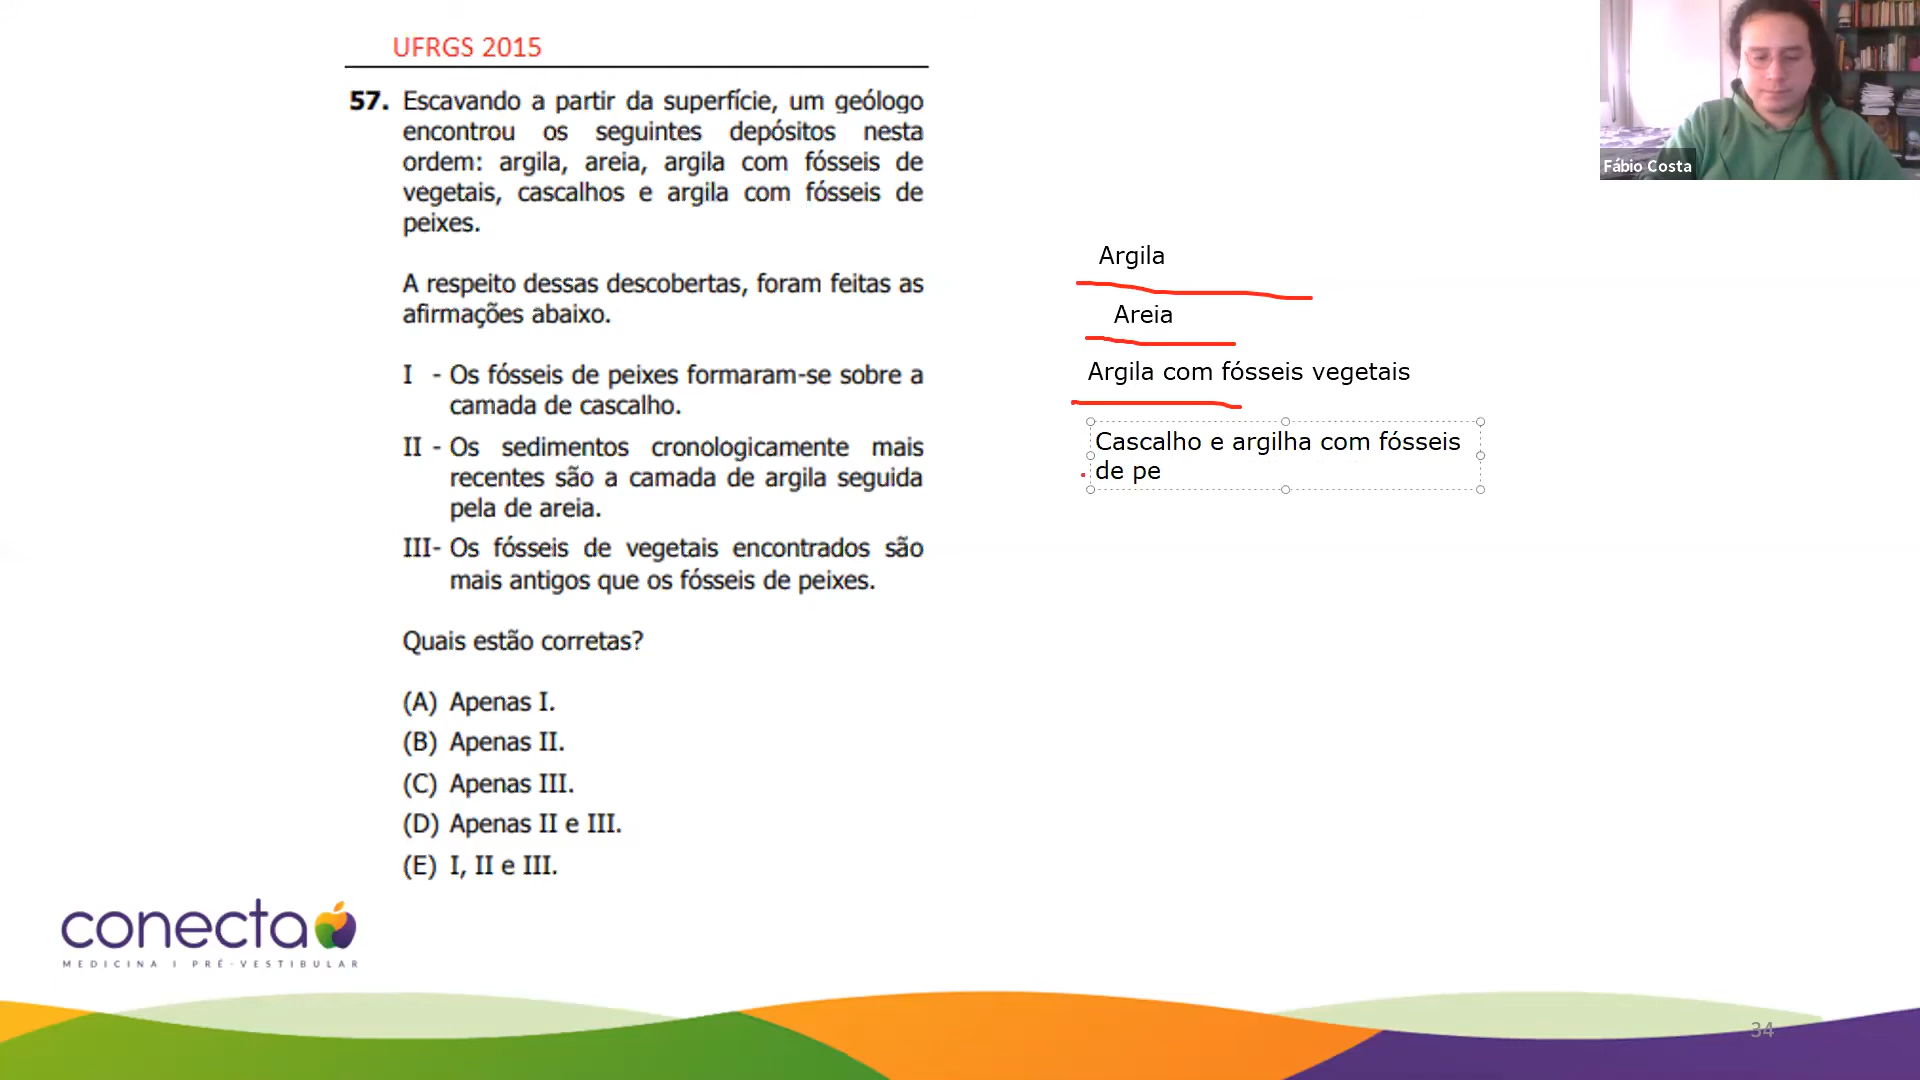 UFRGS 2015
57. Escavando a partir da superfície, um geólogo
encontrou os seguintes depósitos nesta
ordem: argila, areia, argila com fósseis de
vegetais, cascalhos e argila com fósseis de
peixes.
A respeito dessas descobertas, foram feitas as
afirmações abaixo.
I - Os fósseis de peixes formaram-se sobre a
camada de cascalho.
II - Os sedimentos cronologicamente mais
recentes são a camada de argila seguida
pela de areia.
III- Os fósseis de vegetais encontrados são
mais antigos que os fósseis de peixes.
Quais estão corretas?
(A) Apenas I.
(B) Apenas II.
(C) Apenas III.
(D) Apenas II e III.
(E) I, II e III.
Argila
Areia
Argila com fósseis vegetais
Cascalho e argilha com fósseis
de pe
Fábio Costa
conecta
MEDICINA I PRÉ-VESTIBULAR
34